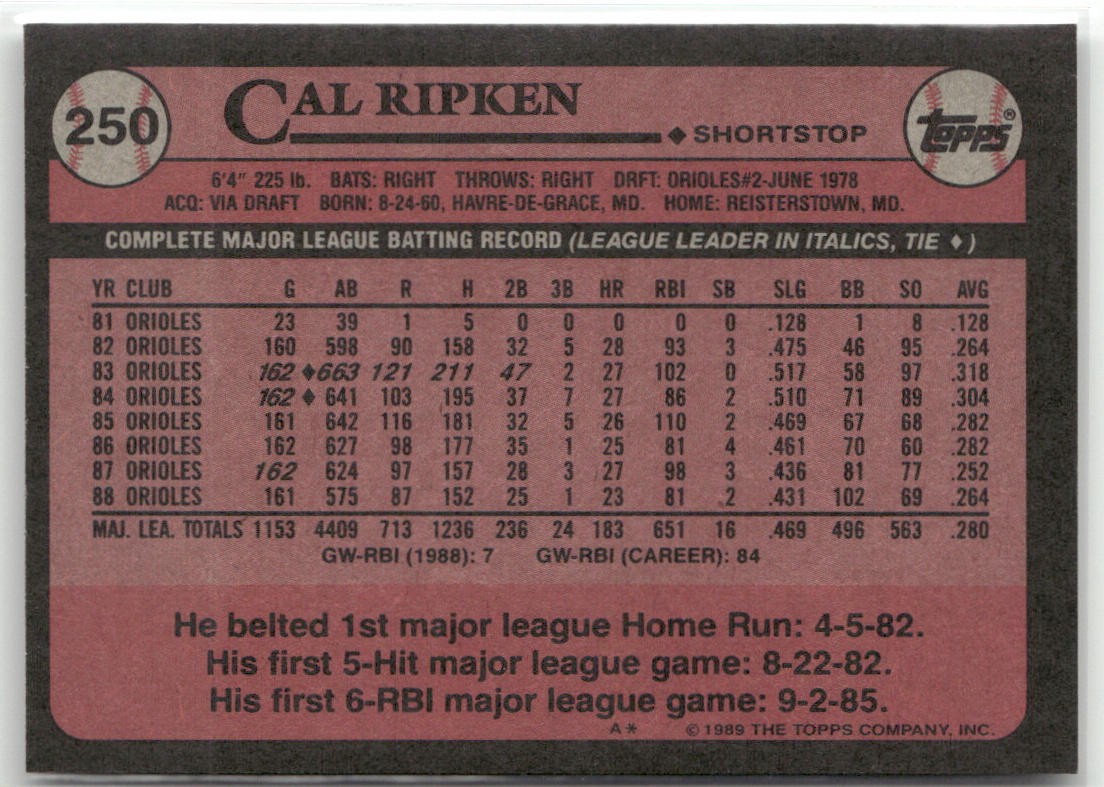 250
CAL RIPKEN
◆ SHORTSTOP
topps®
6'4" 225 lb. BATS: RIGHT THROWS: RIGHT DRFT: ORIOLES#2-JUNE 1978
ACQ: VIA DRAFT BORN: 8-24-60, HAVRE-DE-GRACE, MD. HOME: REISTERSTOWN, MD.
COMPLETE MAJOR LEAGUE BATTING RECORD (LEAGUE LEADER IN ITALICS, TIE ♦)
YR CLUB G AB R H 2B 3B HR RBI SB SLG BB SO AVG
81 ORIOLES 23 39 1 5 0 0 0 0 0 .128 1 8 .128
82 ORIOLES 160 598 90 158 32 5 28 93 3 .475 46 95 .264
83 ORIOLES 162 ♦663 121 211 47 2 27 102 0 .517 58 97 .318
84 ORIOLES 162 ♦ 641 103 195 37 7 27 86 2 .510 71 89 .304
85 ORIOLES 161 642 116 181 32 5 26 110 2 .469 67 68 .282
86 ORIOLES 162 627 98 177 35 1 25 81 4 .461 70 60 .282
87 ORIOLES 162 624 97 157 28 3 27 98 3 .436 81 77 .252
88 ORIOLES 161 575 87 152 25 1 23 81 2 .431 102 69 .264
MAJ. LEA. TOTALS 1153 4409 713 1236 236 24 183 651 16 .469 496 563 .280
GW-RBI (1988): 7 GW-RBI (CAREER): 84
He belted 1st major league Home Run: 4-5-82.
His first 5-Hit major league game: 8-22-82.
His first 6-RBI major league game: 9-2-85.
A* © 1989 THE TOPPS COMPANY, INC.